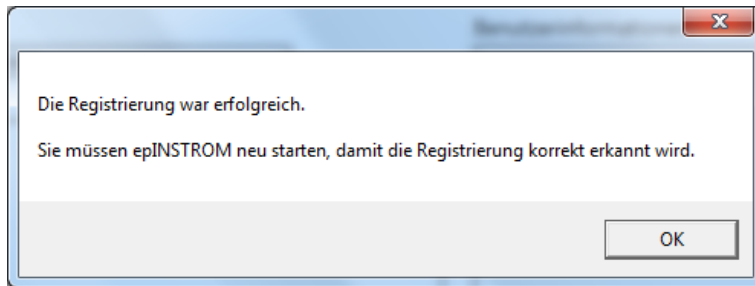 Die Registrierung war erfolgreich.
Sie müssen epINSTROM neu starten, damit die Registrierung korrekt erkannt wird.
OK